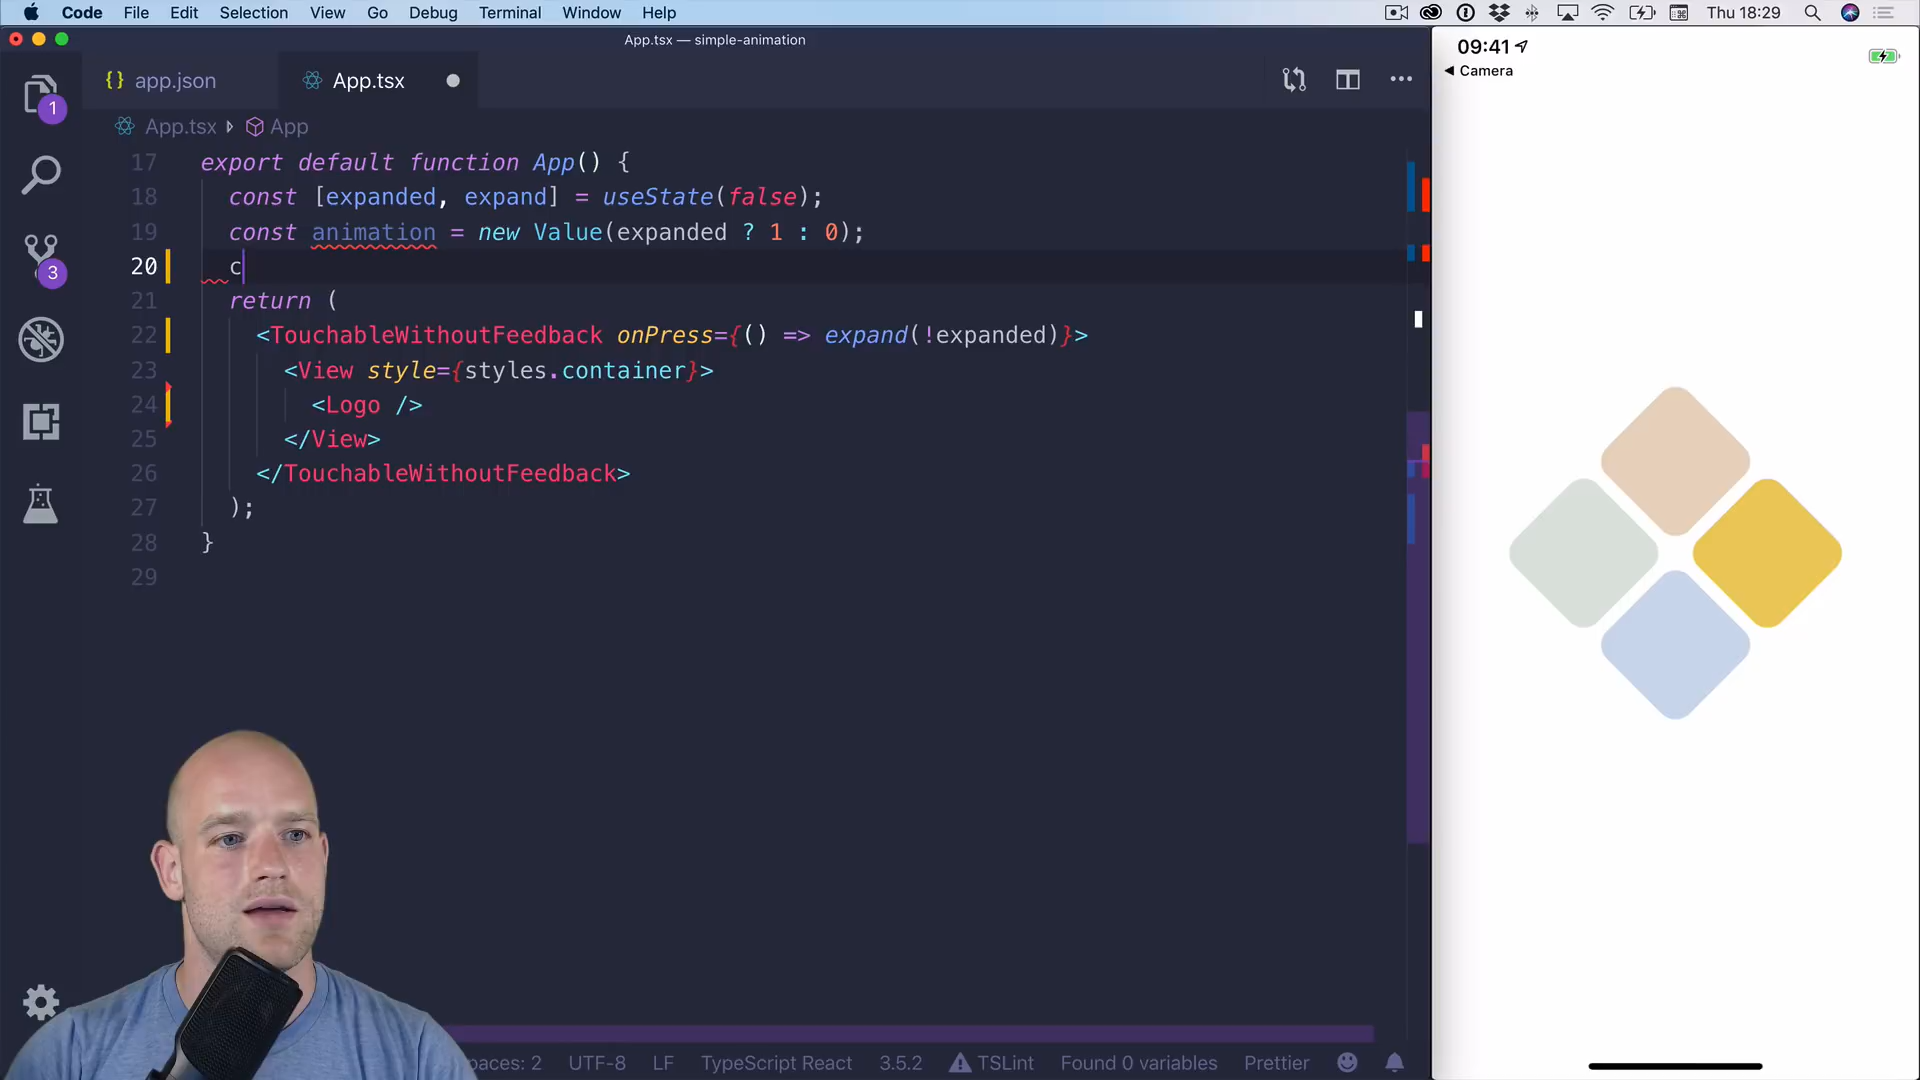 Code File Edit Selection View Go Debug Terminal Window Help Thu 18:29
App.tsx — simple-animation
09:41
◀ Camera
{} app.json App.tsx
1
App.tsx App
17 export default function App() {
18 const [expanded, expand] = useState(false);
19 const animation = new Value(expanded ? 1 : 0);
20 c
3
21 return (
22 <TouchableWithoutFeedback onPress={() => expand(!expanded)}>
23 <View style={styles.container}>
24 <Logo />
25 </View>
26 </TouchableWithoutFeedback>
27 );
28 }
29
paces: 2 UTF-8 LF TypeScript React 3.5.2 TSLint Found 0 variables Prettier